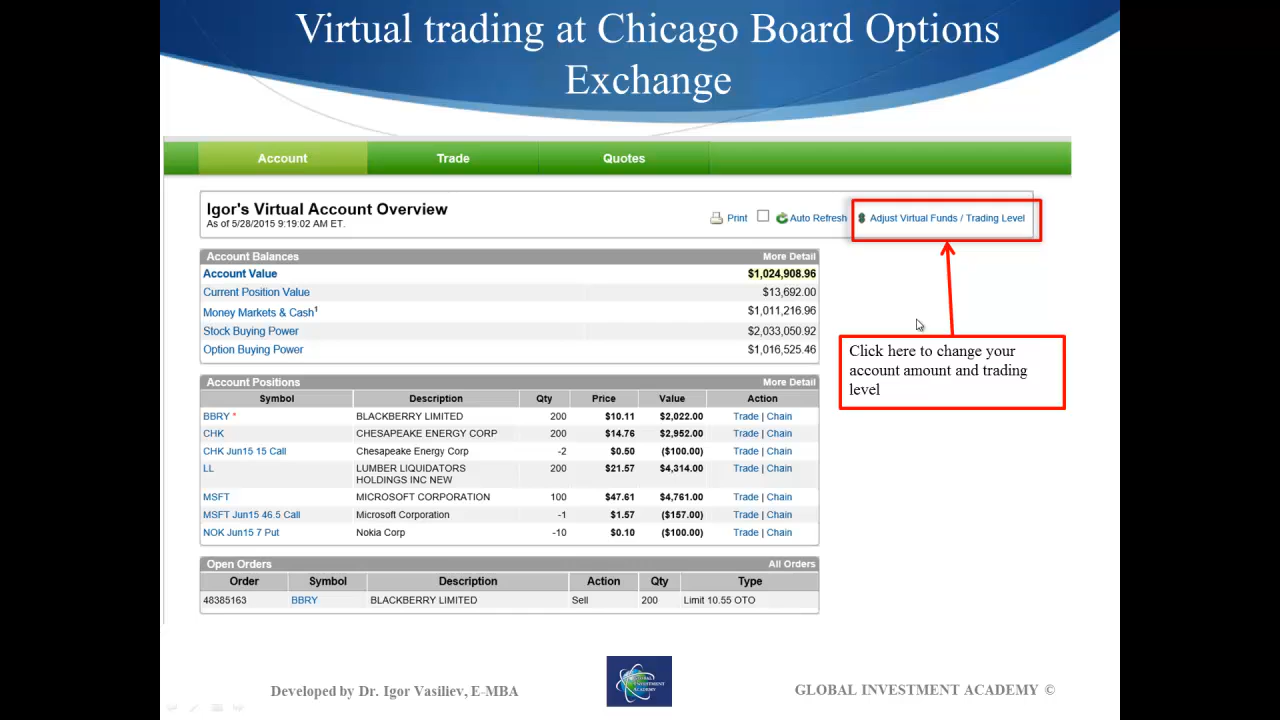 Virtual trading at Chicago Board Options
Exchange
Account Trade Quotes
Igor's Virtual Account Overview
As of 5/28/2015 9:19:02 AM ET.
Print Auto Refresh Adjust Virtual Funds / Trading Level
Account Balances More Detail
Account Value $1,024,908.96
Current Position Value $13,692.00
Money Markets & Cash¹ $1,011,216.96
Stock Buying Power $2,033,050.92
Option Buying Power $1,016,525.46
Click here to change your
account amount and trading
level
Account Positions More Detail
Symbol Description Qty Price Value Action
BBRY * BLACKBERRY LIMITED 200 $10.11 $2,022.00 Trade | Chain
CHK CHESAPEAKE ENERGY CORP 200 $14.76 $2,952.00 Trade | Chain
CHK Jun15 15 Call Chesapeake Energy Corp -2 $0.50 ($100.00) Trade | Chain
LL LUMBER LIQUIDATORS 200 $21.57 $4,314.00 Trade | Chain
HOLDINGS INC NEW
MSFT MICROSOFT CORPORATION 100 $47.61 $4,761.00 Trade | Chain
MSFT Jun15 46.5 Call Microsoft Corporation -1 $1.57 ($157.00) Trade | Chain
NOK Jun15 7 Put Nokia Corp -10 $0.10 ($100.00) Trade | Chain
Open Orders All Orders
Order Symbol Description Action Qty Type
48385163 BBRY BLACKBERRY LIMITED Sell 200 Limit 10.55 OTO
Developed by Dr. Igor Vasiliev, E-MBA
GLOBAL
INVESTMENT
ACADEMY
GLOBAL INVESTMENT ACADEMY ©